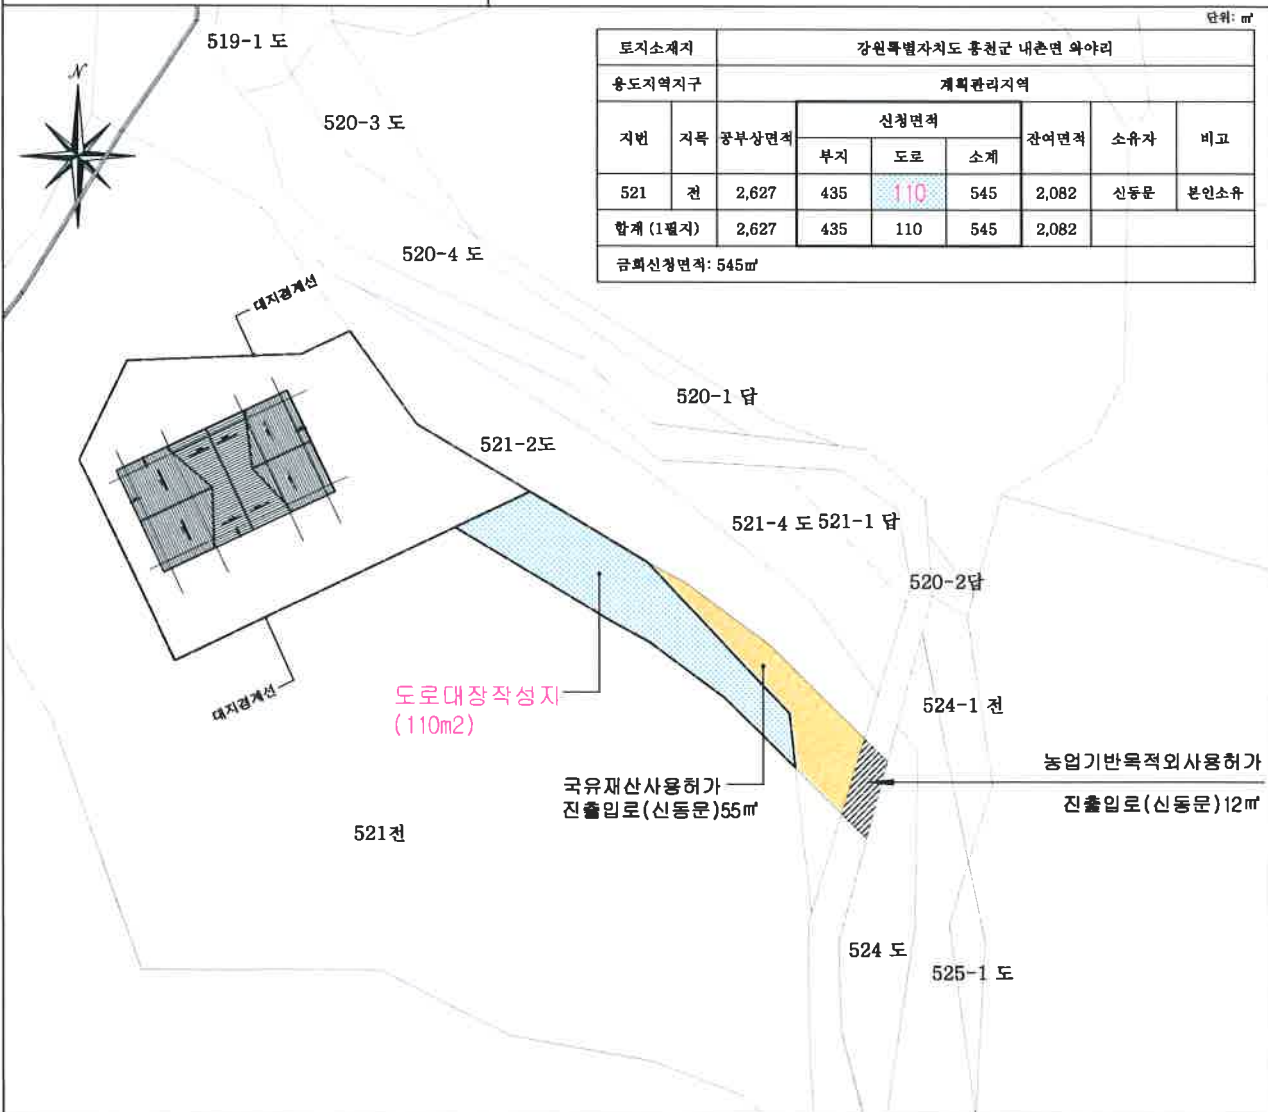 단위: ㎡
토지소재지 강원특별자치도 홍천군 내촌면 와야리
용도지역지구 계획관리지역
지번 지목 공부상면적 신청면적 잔여면적 소유자 비고
부지 도로 소계
521 전 2,627 435 110 545 2,082 신동문 본인소유
합계 (1필지) 2,627 435 110 545 2,082
금회신청면적: 545㎡
519-1 도
N
520-3 도
520-4 도
대지경계선
520-1 답
521-2도
521-4 도 521-1 답
520-2답
도로대장작성지
(110m2)
대지경계선
524-1 전
농업기반목적외사용허가
진출입로(신동문)12㎡
국유재산사용허가
진출입로(신동문)55㎡
521전
524 도
525-1 도